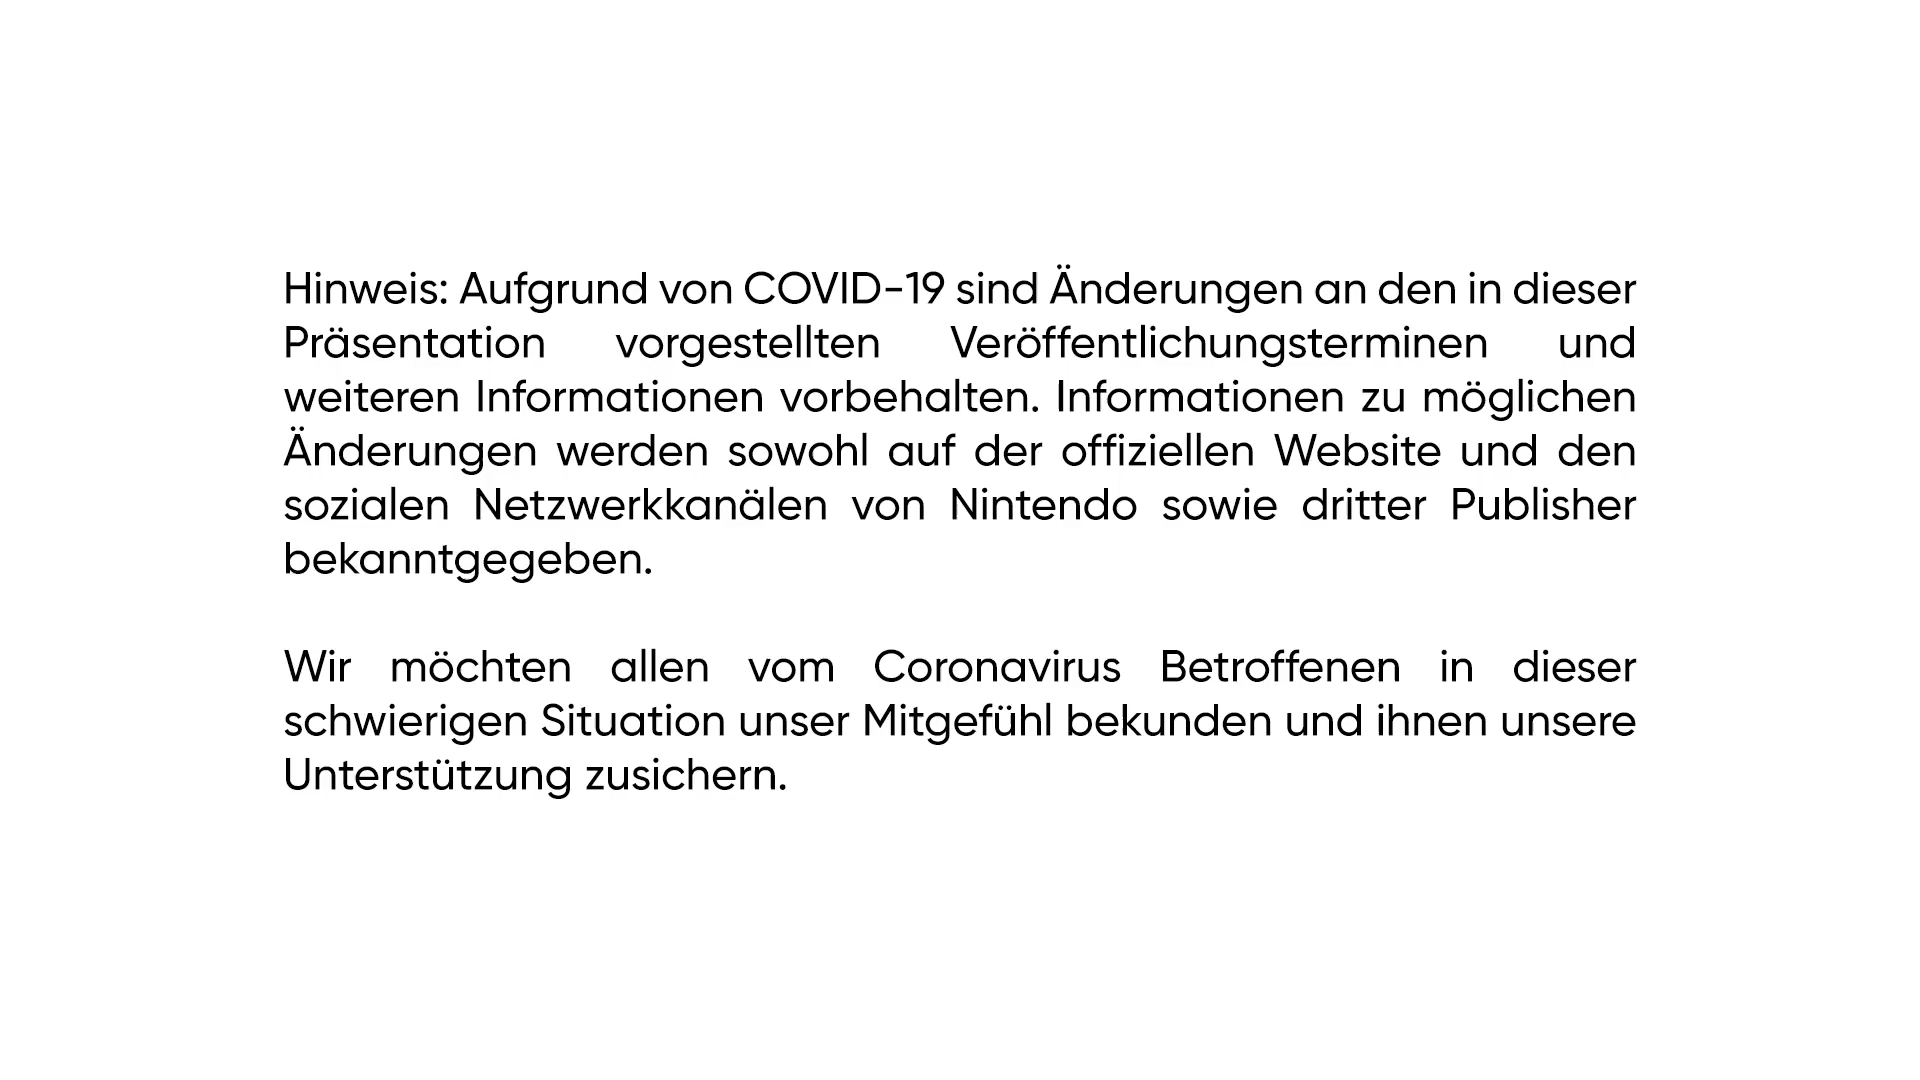 Hinweis: Aufgrund von COVID-19 sind Änderungen an den in dieser
Präsentation vorgestellten Veröffentlichungsterminen und
weiteren Informationen vorbehalten. Informationen zu möglichen
Änderungen werden sowohl auf der offiziellen Website und den
sozialen Netzwerkkanälen von Nintendo sowie dritter Publisher
bekanntgegeben.
Wir möchten allen vom Coronavirus Betroffenen in dieser
schwierigen Situation unser Mitgefühl bekunden und ihnen unsere
Unterstützung zusichern.